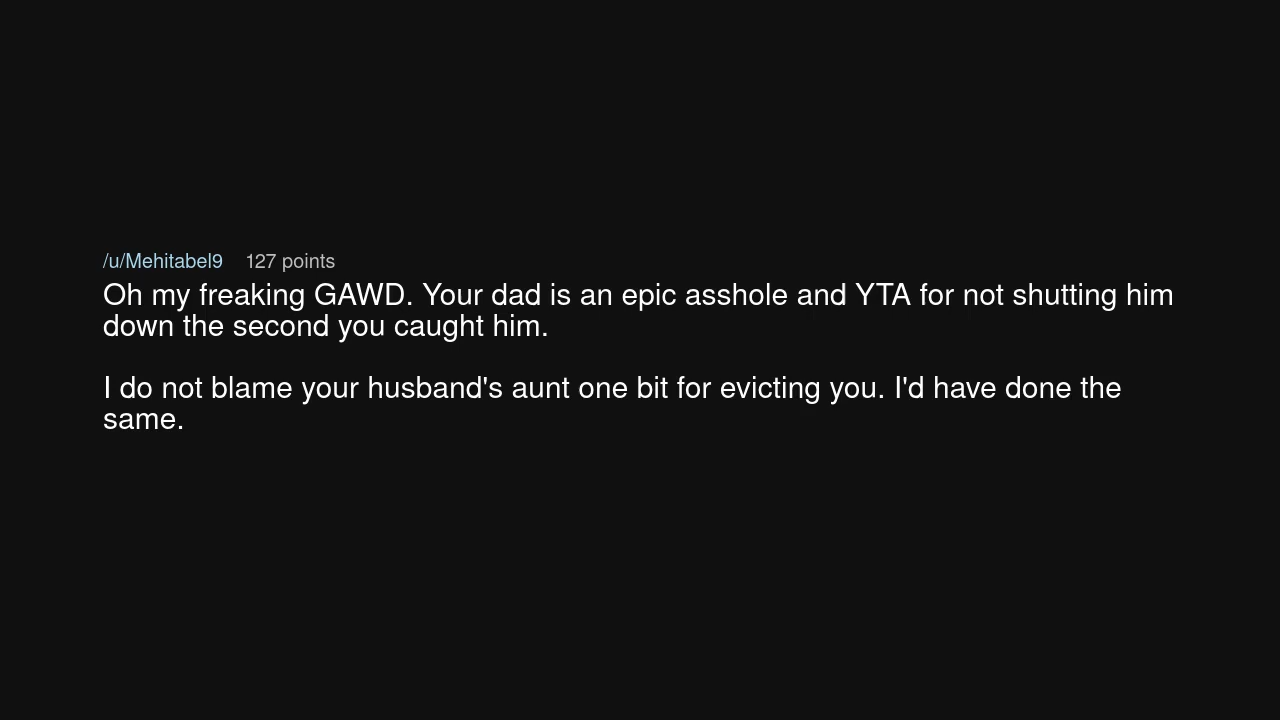 /u/Mehitabel9 127 points
Oh my freaking GAWD. Your dad is an epic asshole and YTA for not shutting him
down the second you caught him.
I do not blame your husband's aunt one bit for evicting you. I'd have done the
same.